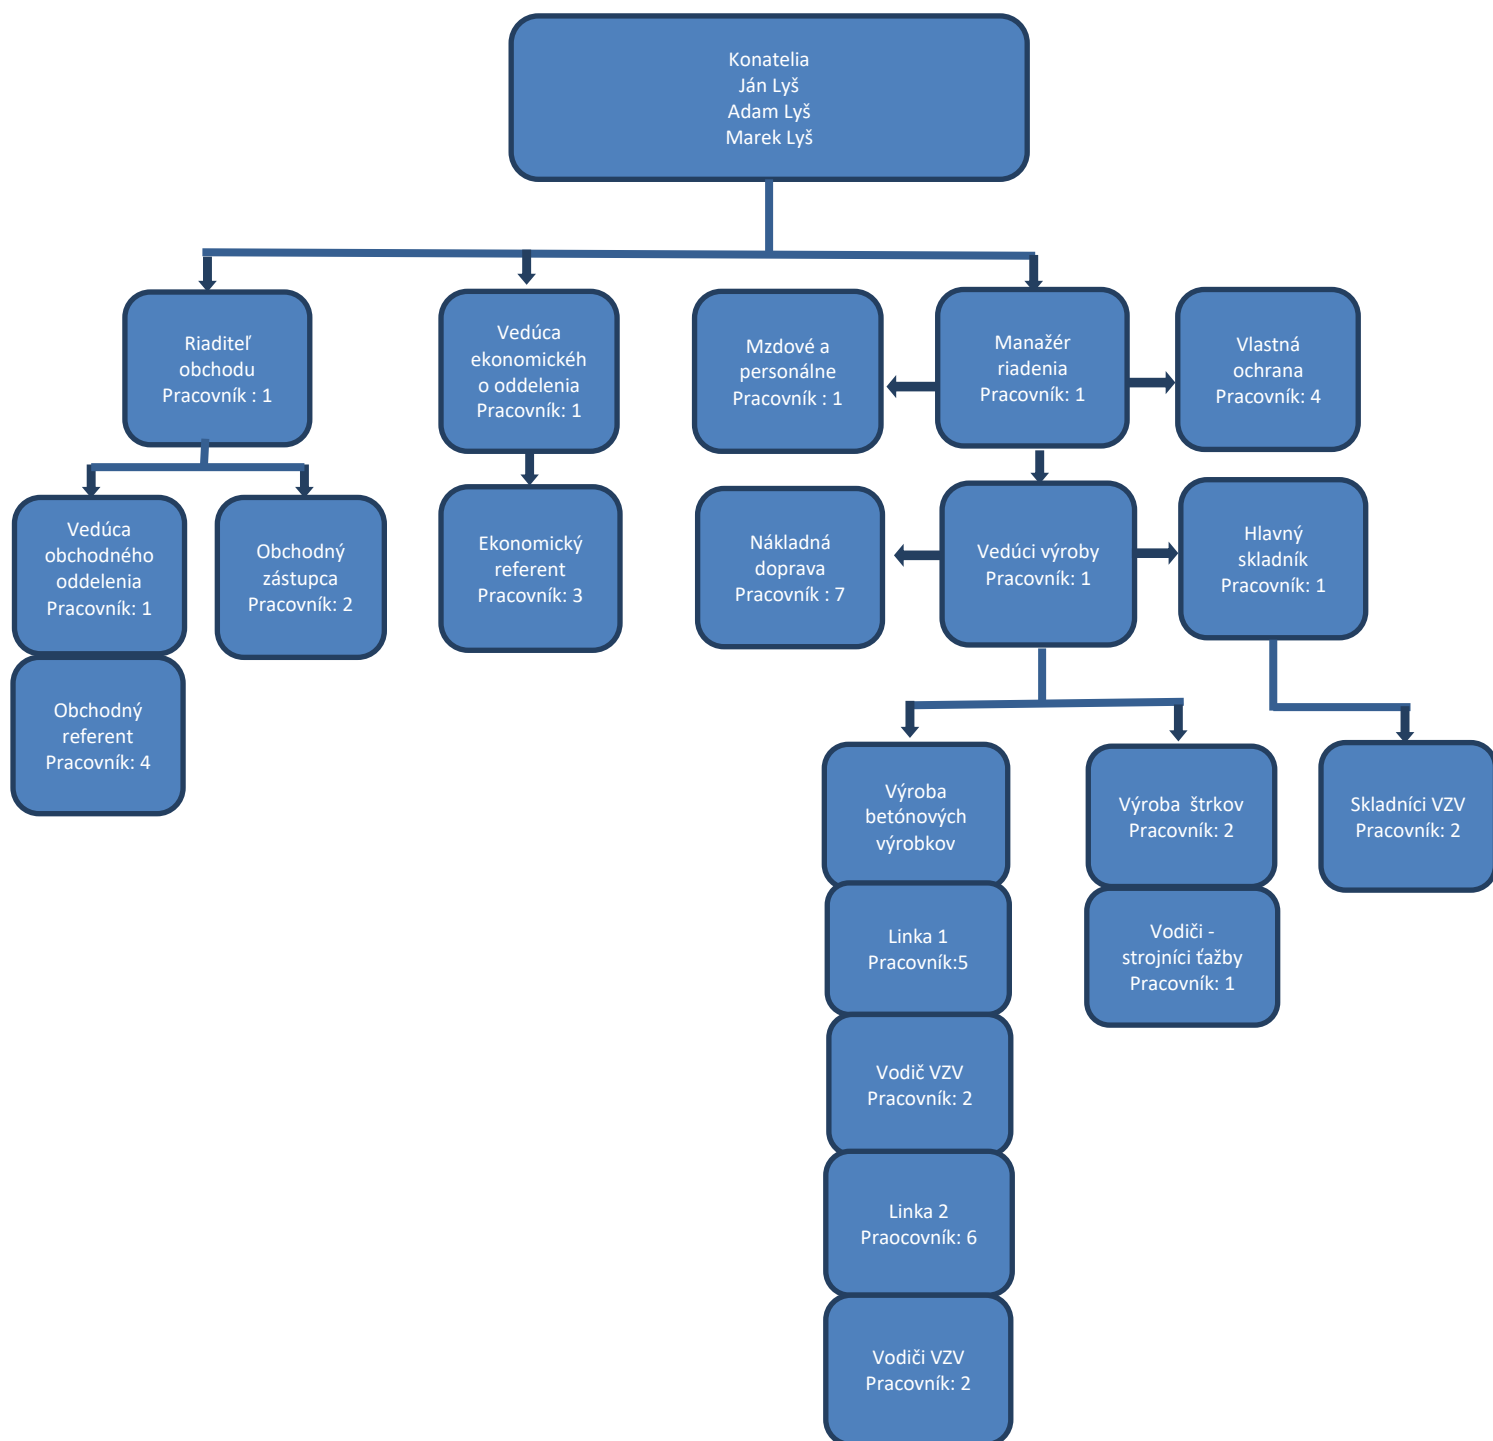 Konatelia
Ján Lyš
Adam Lyš
Marek Lyš
Riaditeľ
obchodu
Pracovník : 1
Vedúca
ekonomickéh
o oddelenia
Pracovník: 1
Mzdové a
personálne
Pracovník : 1
Manažér
riadenia
Pracovník: 1
Vlastná
ochrana
Pracovník: 4
Vedúca
obchodného
oddelenia
Pracovník: 1
Obchodný
zástupca
Pracovník: 2
Ekonomický
referent
Pracovník: 3
Nákladná
doprava
Pracovník : 7
Vedúci výroby
Pracovník: 1
Hlavný
skladník
Pracovník: 1
Obchodný
referent
Pracovník: 4
Výroba
betónových
výrobkov
Výroba  štrkov
Pracovník: 2
Skladníci VZV
Pracovník: 2
Linka 1
Pracovník:5
Vodiči -
strojníci ťažby
Pracovník: 1
Vodič VZV
Pracovník: 2
Linka 2
Praocovník: 6
Vodiči VZV
Pracovník: 2